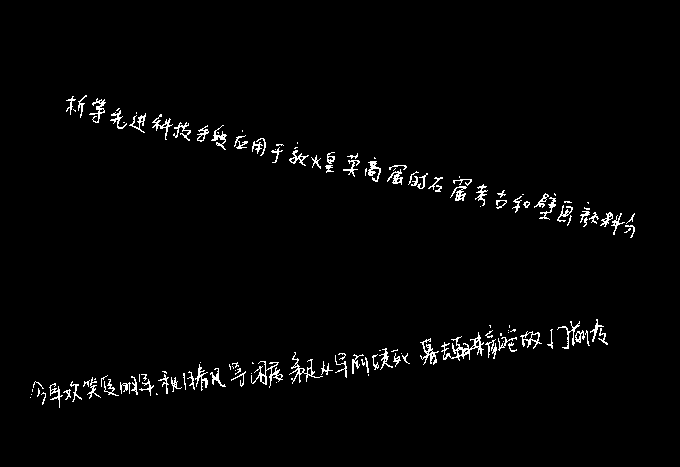 析等先进科技手段应用于敦煌莫高窟的石窟考古和壁画颜料分
今年欢笑复明年,秋月春风等闲度 弟走从军阿姨死 暮去朝来颜色故 门前冷